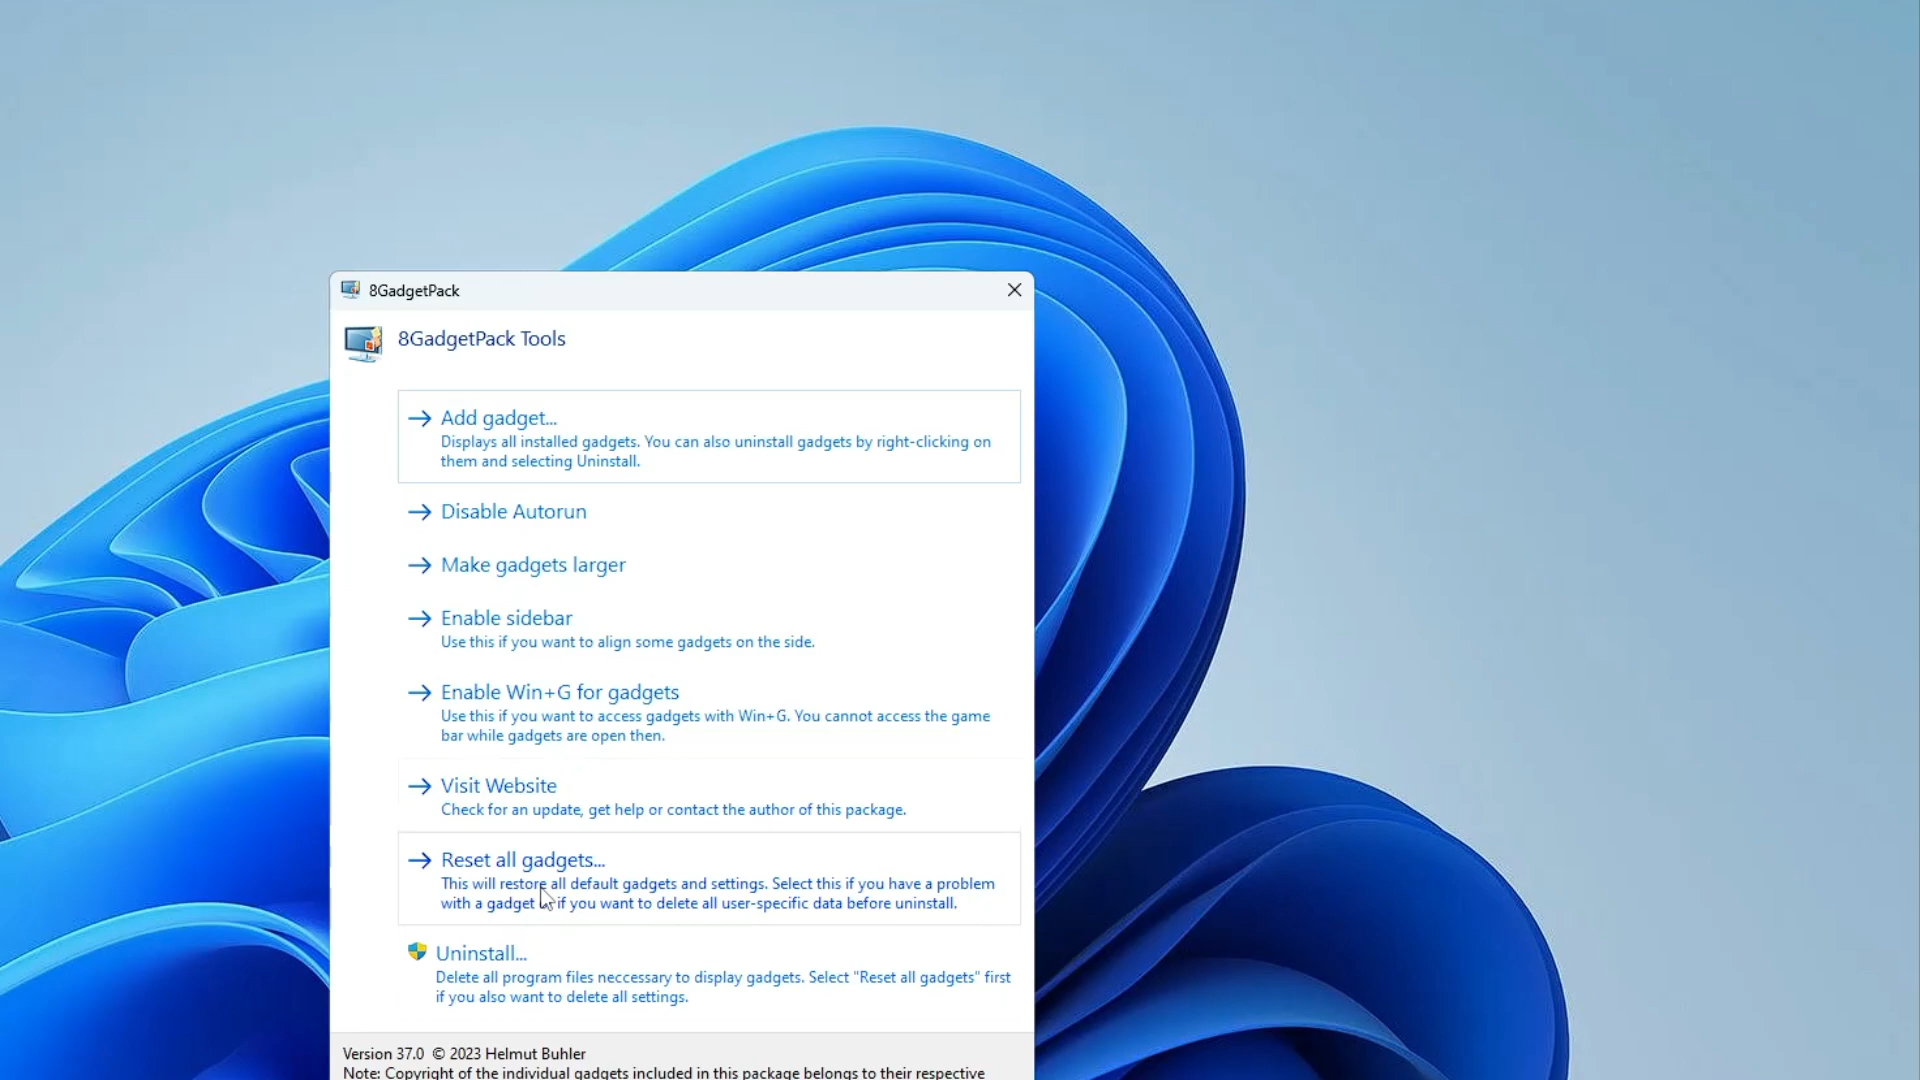 8GadgetPack
8GadgetPack Tools
Add gadget...
Displays all installed gadgets. You can also uninstall gadgets by right-clicking on
them and selecting Uninstall.
Disable Autorun
Make gadgets larger
Enable sidebar
Use this if you want to align some gadgets on the side.
Enable Win+G for gadgets
Use this if you want to access gadgets with Win+G. You cannot access the game
bar while gadgets are open then.
Visit Website
Check for an update, get help or contact the author of this package.
Reset all gadgets...
This will restore all default gadgets and settings. Select this if you have a problem
with a gadget if you want to delete all user-specific data before uninstall.
Uninstall...
Delete all program files neccessary to display gadgets. Select "Reset all gadgets" first
if you also want to delete all settings.
Version 37.0 © 2023 Helmut Buhler
Note: Copyright of the individual gadgets included in this package belongs to their respective